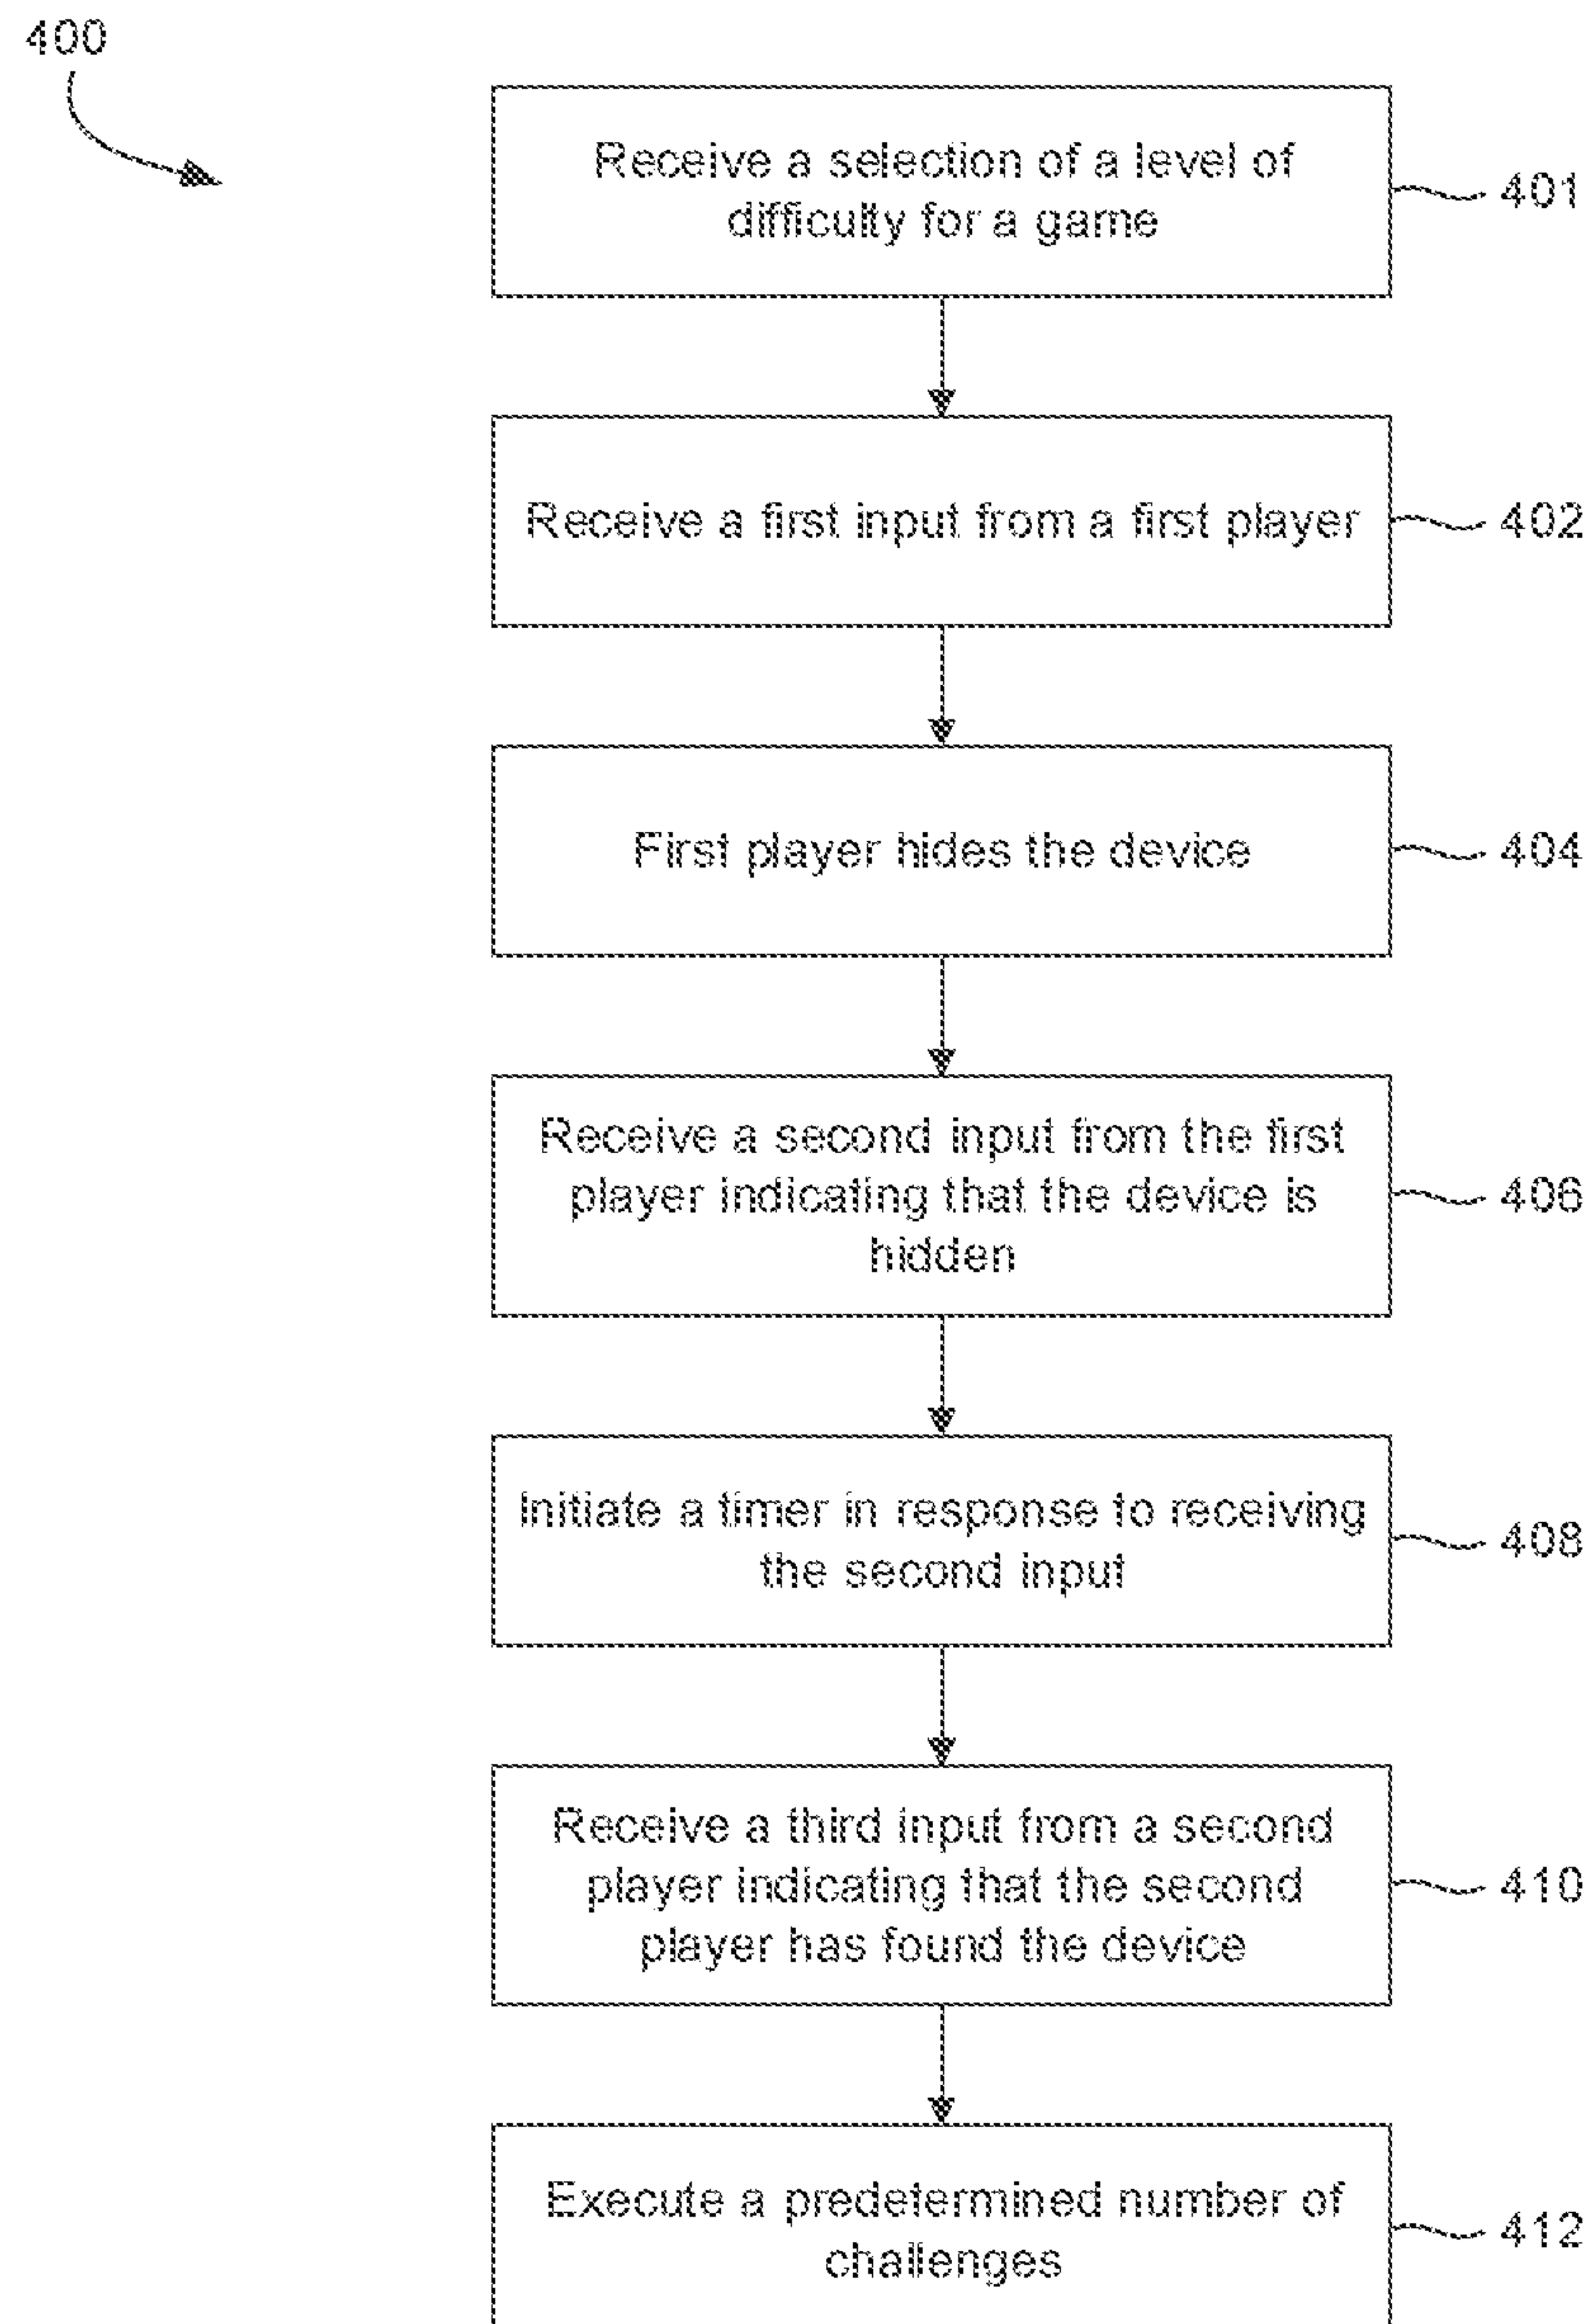 400
Receive a selection of a level of
difficulty for a game
401
Receive a first input from a first player
402
First player hides the device
404
Receive a second input from the first
player indicating that the device is
hidden
406
Initiate a timer in response to receiving
the second input
408
Receive a third input from a second
player indicating that the second
player has found the device
410
Execute a predetermined number of
challenges
412